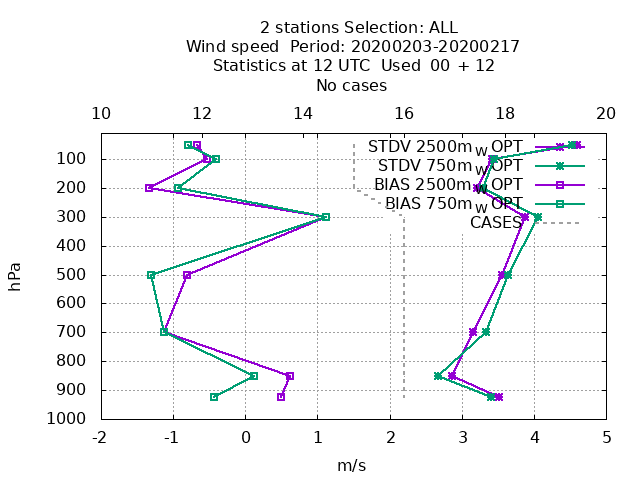 2 stations Selection: ALL
Wind speed  Period: 20200203-20200217
Statistics at 12 UTC  Used  00 + 12
No cases
10 12 14 16 18 20
STDV 2500m_W OPT
STDV 750m_W OPT
BIAS 2500m_W OPT
BIAS 750m_W OPT
CASES
100
200
300
400
500
600
700
800
900
1000
hPa
-2 -1 0 1 2 3 4 5
m/s